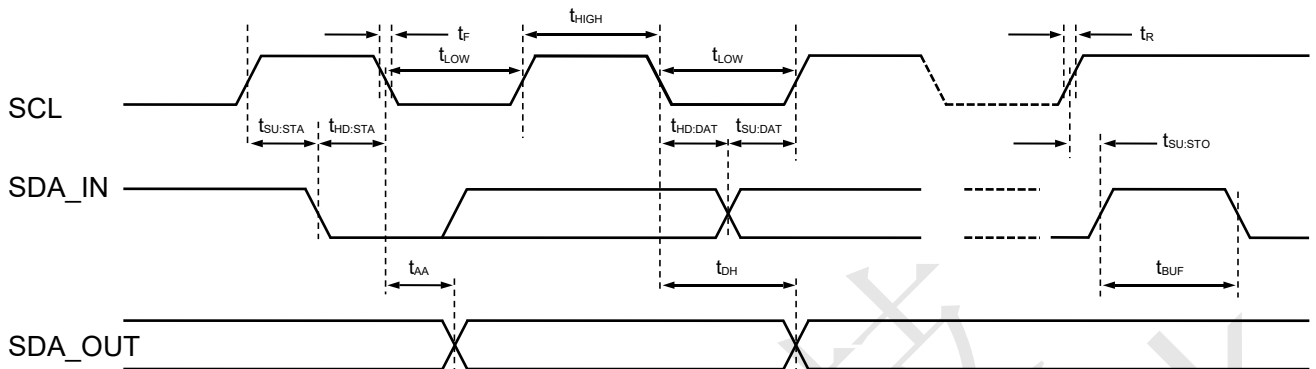 tHIGH
tF
tR
tLOW
tLOW
SCL
tSU:STA
tHD:STA
tHD:DAT
tSU:DAT
tSU:STO
SDA_IN
tAA
tDH
tBUF
SDA_OUT